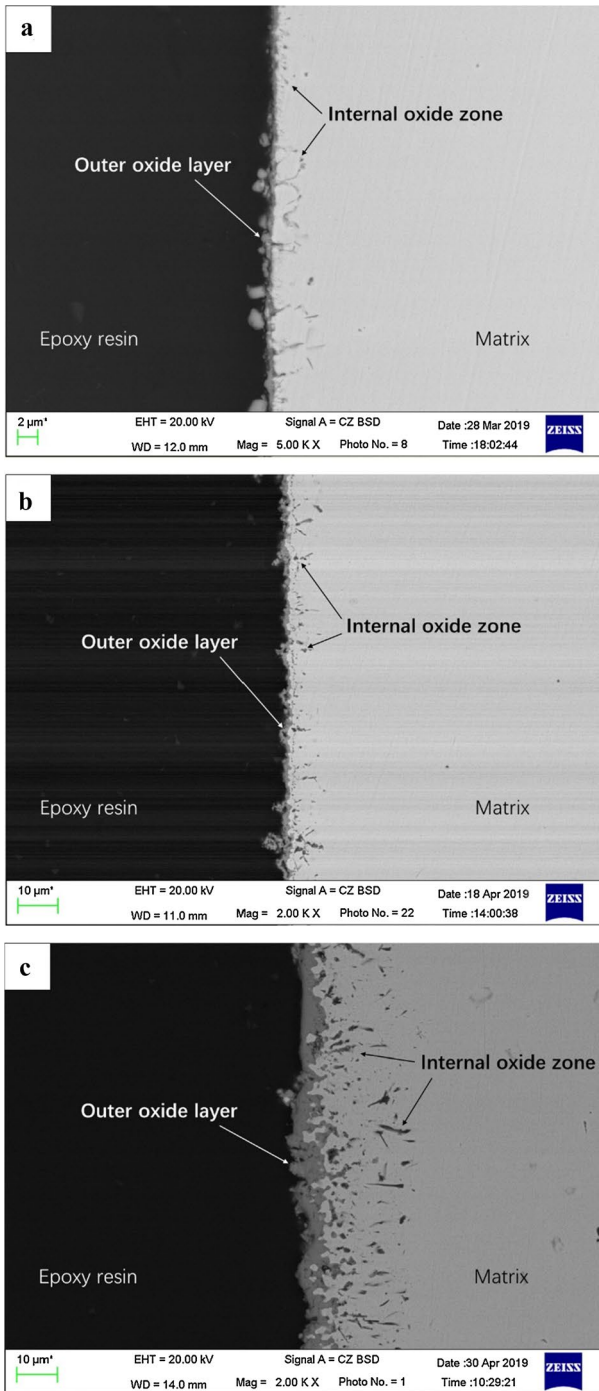 a
Internal oxide zone
Outer oxide layer
Epoxy resin
Matrix
2 µm*
EHT = 20.00 kV
Signal A = CZ BSD
Date :28 Mar 2019
WD = 12.0 mm
Mag = 5.00 K X
Photo No. = 8
Time :18:02:44
ZEISS
b
Internal oxide zone
Outer oxide layer
Epoxy resin
Matrix
10 µm*
EHT = 20.00 kV
Signal A = CZ BSD
Date :18 Apr 2019
WD = 11.0 mm
Mag = 2.00 K X
Photo No. = 22
Time :14:00:38
ZEISS
c
Internal oxide zone
Outer oxide layer
Epoxy resin
Matrix
10 µm*
EHT = 20.00 kV
Signal A = CZ BSD
Date :30 Apr 2019
WD = 14.0 mm
Mag = 2.00 K X
Photo No. = 1
Time :10:29:21
ZEISS